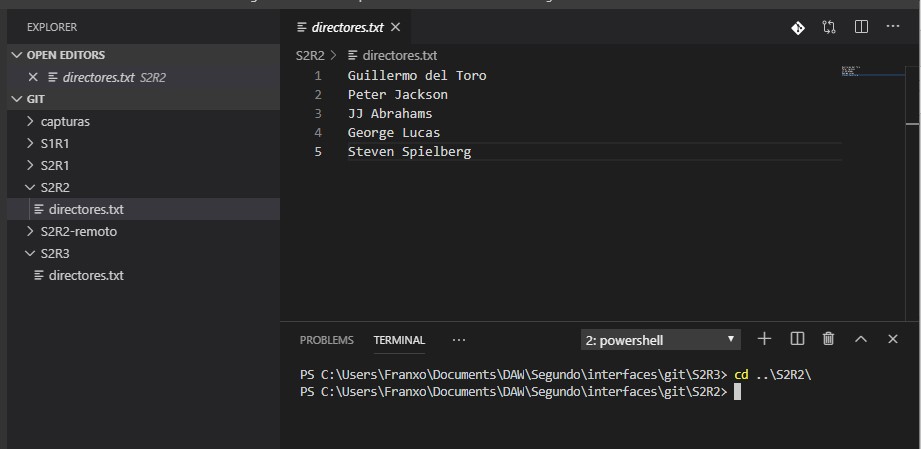 EXPLORER
OPEN EDITORS
directores.txt S2R2
GIT
capturas
S1R1
S2R1
S2R2
directores.txt
S2R2-remoto
S2R3
directores.txt
directores.txt
S2R2 > directores.txt
1 Guillermo del Toro
2 Peter Jackson
3 JJ Abrahams
4 George Lucas
5 Steven Spielberg
PROBLEMS TERMINAL ... 2: powershell
PS C:\Users\Franxo\Documents\DAW\Segundo\interfaces\git\S2R3> cd ..\S2R2\
PS C:\Users\Franxo\Documents\DAW\Segundo\interfaces\git\S2R2>